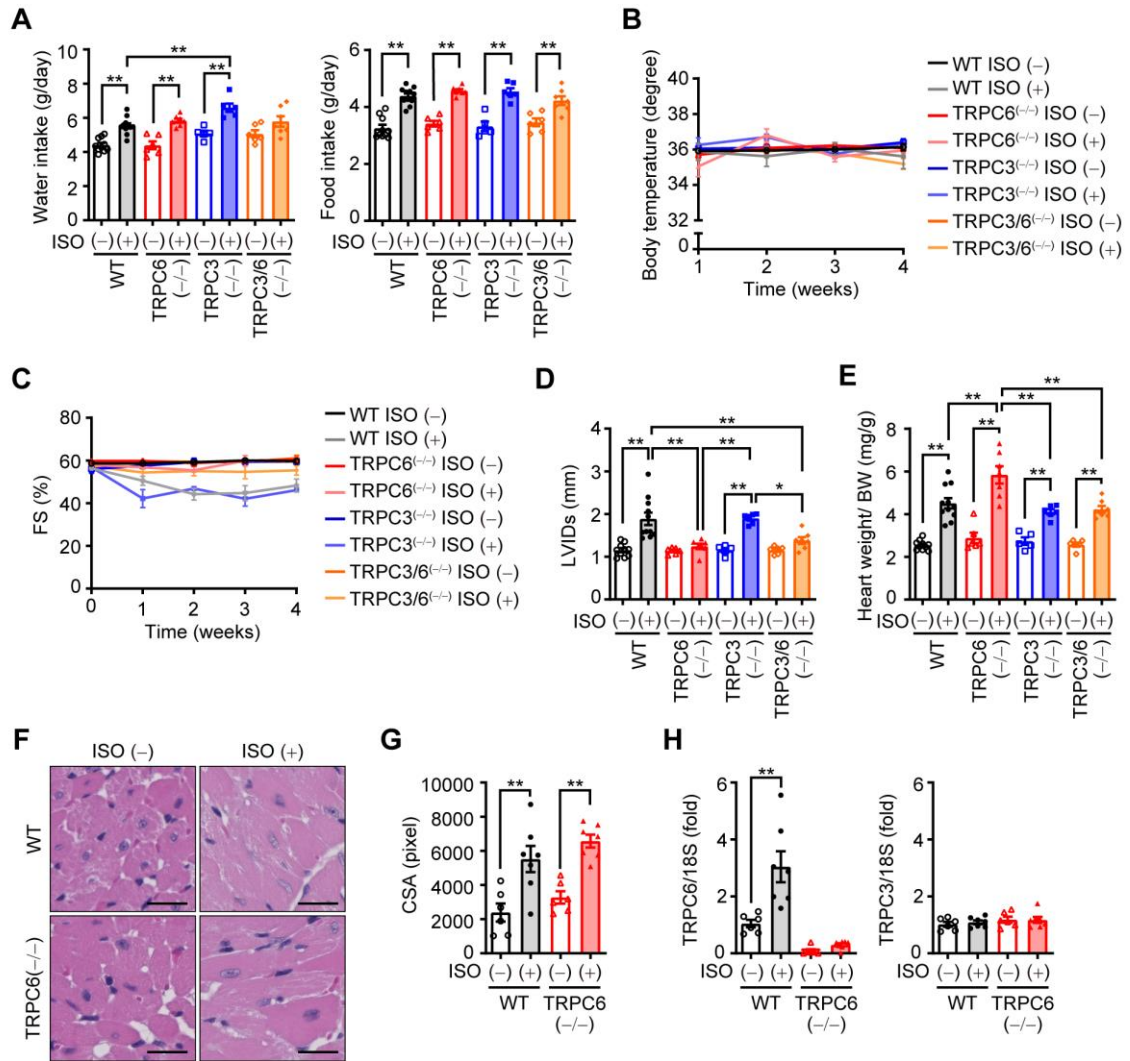 A
Water intake (g/day)
10
8
6
4
2
0
** ** ** **
ISO (−) (+) (−) (+) (−) (+) (−) (+)
WT
TRPC6 (−/−)
TRPC3 (−/−)
TRPC3/6 (−/−)
Food intake (g/day)
6
4
2
0
** ** ** **
ISO (−) (+) (−) (+) (−) (+) (−) (+)
WT
TRPC6 (−/−)
TRPC3 (−/−)
TRPC3/6 (−/−)
B
Body temperature (degree)
40
38
36
36
0
1 2 3 4
Time (weeks)
WT ISO (−)
WT ISO (+)
TRPC6(−/−) ISO (−)
TRPC6(−/−) ISO (+)
TRPC3(−/−) ISO (−)
TRPC3(−/−) ISO (+)
TRPC3/6(−/−) ISO (−)
TRPC3/6(−/−) ISO (+)
C
FS (%)
80
60
40
20
0
0 1 2 3 4
Time (weeks)
WT ISO (−)
WT ISO (+)
TRPC6(−/−) ISO (−)
TRPC6(−/−) ISO (+)
TRPC3(−/−) ISO (−)
TRPC3(−/−) ISO (+)
TRPC3/6(−/−) ISO (−)
TRPC3/6(−/−) ISO (+)
D
LVIDs (mm)
4
3
2
1
0
**
** ** **
** *
ISO (−) (+) (−) (+) (−) (+) (−) (+)
WT
TRPC6 (−/−)
TRPC3 (−/−)
TRPC3/6 (−/−)
E
Heart weight/ BW (mg/g)
8
6
4
2
0
**
** **
** ** ** **
ISO (−) (+) (−) (+) (−) (+) (−) (+)
WT
TRPC6 (−/−)
TRPC3 (−/−)
TRPC3/6 (−/−)
F
ISO (−) ISO (+)
WT
TRPC6(−/−)
G
CSA (pixel)
10000
8000
6000
4000
2000
0
** **
ISO (−) (+) (−) (+)
WT TRPC6
(−/−)
H
TRPC6/18S (fold)
6
4
2
0
**
ISO (−) (+) (−) (+)
WT TRPC6
(−/−)
TRPC3/18S (fold)
6
4
2
0
ISO (−) (+) (−) (+)
WT TRPC6
(−/−)